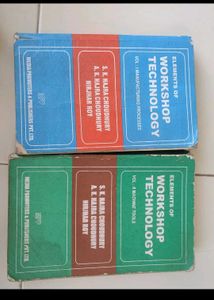 ELEMENTS OF
WORKSHOP
TECHNOLOGY
VOL: I MANUFACTURING PROCESSES
S. K. HAJRA CHOUDHURY
A. K. HAJRA CHOUDHURY
NIRJHAR ROY
MEDIA PROMOTERS & PUBLISHERS PVT. LTD.
ELEMENTS OF
WORKSHOP
TECHNOLOGY
VOL: II MACHINE TOOLS
S. K. HAJRA CHOUDHURY
A. K. HAJRA CHOUDHURY
NIRJHAR ROY
MEDIA PROMOTERS & PUBLISHERS PVT. LTD.